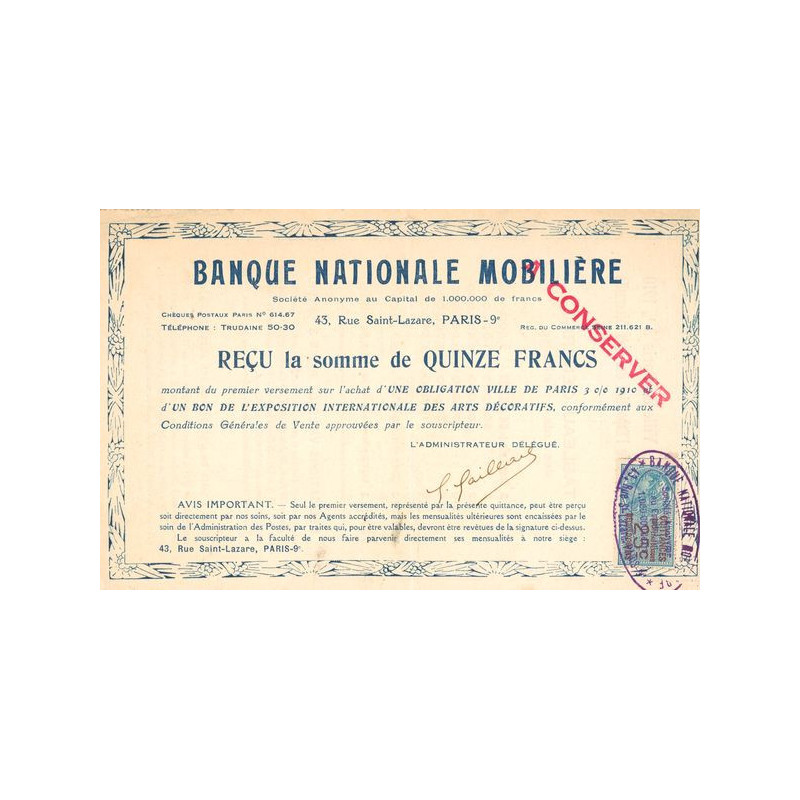 BANQUE NATIONALE MOBILIÈRE
Société Anonyme au Capital de 1.000.000 de francs
Chèques Postaux Paris Nº 614.67
Téléphone : Trudaine 50-30
43, Rue Saint-Lazare, PARIS-9e
Reg. du Commerce Seine 211.621 B.
A CONSERVER
REÇU la somme de QUINZE FRANCS
montant du premier versement sur l'achat d'UNE OBLIGATION VILLE DE PARIS 3 o/o 1910 et
d'UN BON DE L'EXPOSITION INTERNATIONALE DES ARTS DÉCORATIFS, conformément aux
Conditions Générales de Vente approuvées par le souscripteur.
L'ADMINISTRATEUR DÉLÉGUÉ.
AVIS IMPORTANT. — Seul le premier versement, représenté par la présente quittance, peut être perçu
soit directement par nos soins, soit par nos Agents accrédités, mais les mensualités ultérieures sont encaissées par le
soin de l'Administration des Postes, par traites qui, pour être valables, devront être revêtues de la signature ci-dessus.
Le souscripteur a la faculté de nous faire parvenir directement ses mensualités à notre siège :
43, Rue Saint-Lazare, PARIS-9e
BANQUE NATIONALE